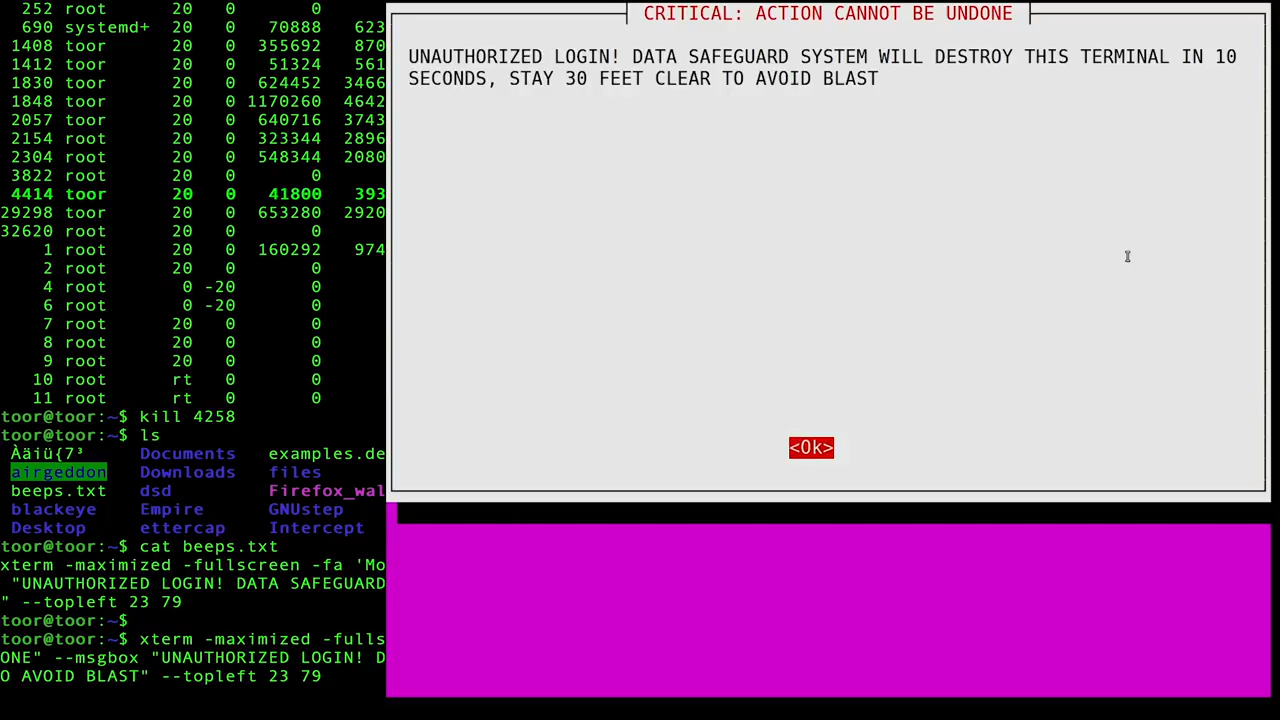 252 root 20 0 0
690 systemd+ 20 0 70888 623
1408 toor 20 0 355692 870
1412 toor 20 0 51324 561
1830 toor 20 0 624452 3466
1848 toor 20 0 1170260 4642
2057 root 20 0 640716 3743
2154 root 20 0 323344 2896
2304 root 20 0 548344 2080
3822 root 20 0 0
4414 toor 20 0 41800 393
29298 toor 20 0 653280 2920
32620 root 20 0 0
1 root 20 0 160292 974
2 root 20 0 0
4 root 0 -20 0
6 root 0 -20 0
7 root 20 0 0
8 root 20 0 0
9 root 20 0 0
10 root rt 0 0
11 root rt 0 0
toor@toor:~$ kill 4258
toor@toor:~$ ls
Àäiü{7³ Documents examples.de
airgeddon Downloads files
beeps.txt dsd Firefox_wal
blackeye Empire GNUstep
Desktop ettercap Intercept
toor@toor:~$ cat beeps.txt
xterm -maximized -fullscreen -fa 'Mo
"UNAUTHORIZED LOGIN! DATA SAFEGUARD
" --topleft 23 79
toor@toor:~$
toor@toor:~$ xterm -maximized -fulls
ONE" --msgbox "UNAUTHORIZED LOGIN! D
O AVOID BLAST" --topleft 23 79
CRITICAL: ACTION CANNOT BE UNDONE
UNAUTHORIZED LOGIN! DATA SAFEGUARD SYSTEM WILL DESTROY THIS TERMINAL IN 10
SECONDS, STAY 30 FEET CLEAR TO AVOID BLAST
<Ok>